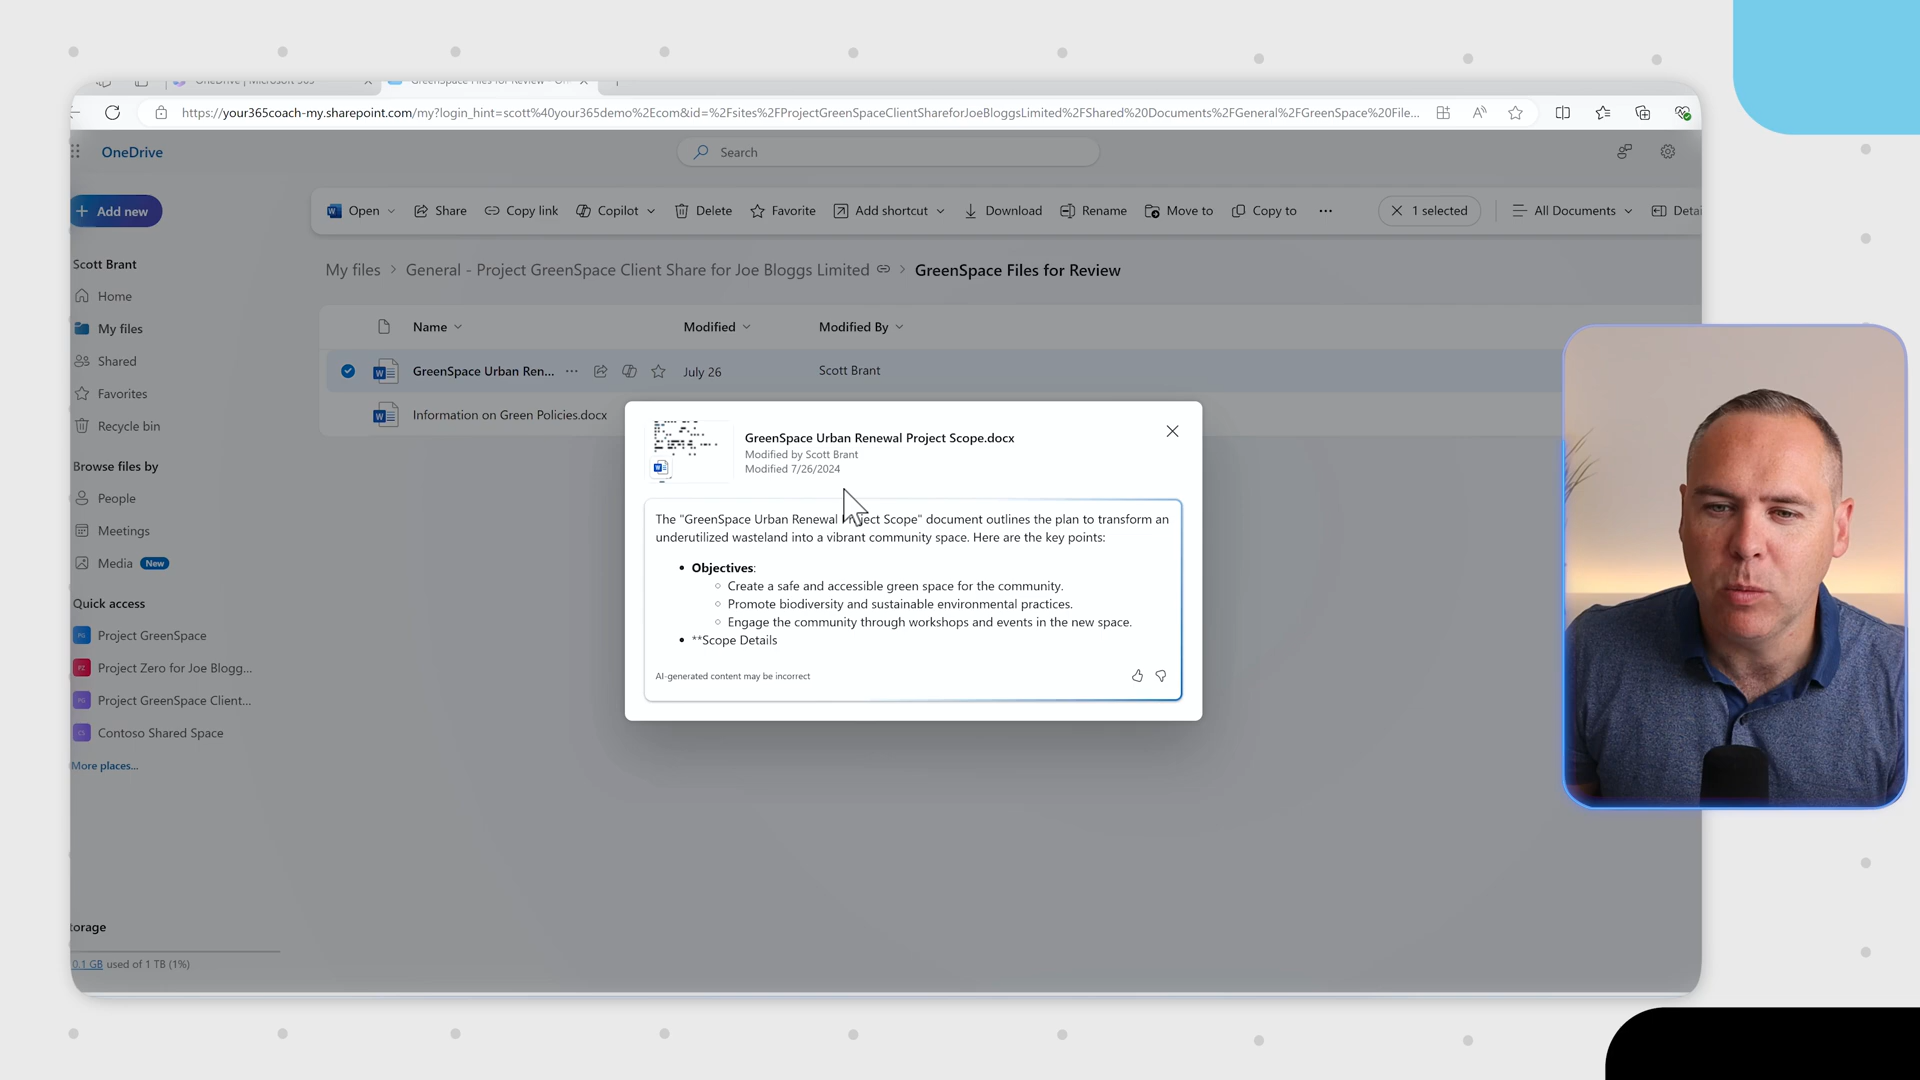 https://your365coach-my.sharepoint.com/my?login_hint=scott%40your365demo%2Ecom&id=%2Fsites%2FProjectGreenSpaceClientShareforJoeBloggsLimited%2FShared%20Documents%2FGeneral%2FGreenSpace%20File...
OneDrive
Search
Add new
Open
Share
Copy link
Copilot
Delete
Favorite
Add shortcut
Download
Rename
Move to
Copy to
1 selected
All Documents
Detai
Scott Brant
Home
My files
Shared
Favorites
Recycle bin
Browse files by
People
Meetings
Media New
Quick access
Project GreenSpace
Project Zero for Joe Blogg...
Project GreenSpace Client...
Contoso Shared Space
More places...
torage
0.1 GB used of 1 TB (1%)
My files > General - Project GreenSpace Client Share for Joe Bloggs Limited > GreenSpace Files for Review
Name Modified Modified By
GreenSpace Urban Ren... July 26 Scott Brant
Information on Green Policies.docx
GreenSpace Urban Renewal Project Scope.docx
Modified by Scott Brant
Modified 7/26/2024
The "GreenSpace Urban Renewal Project Scope" document outlines the plan to transform an
underutilized wasteland into a vibrant community space. Here are the key points:
• Objectives:
○ Create a safe and accessible green space for the community.
○ Promote biodiversity and sustainable environmental practices.
○ Engage the community through workshops and events in the new space.
• **Scope Details
AI-generated content may be incorrect